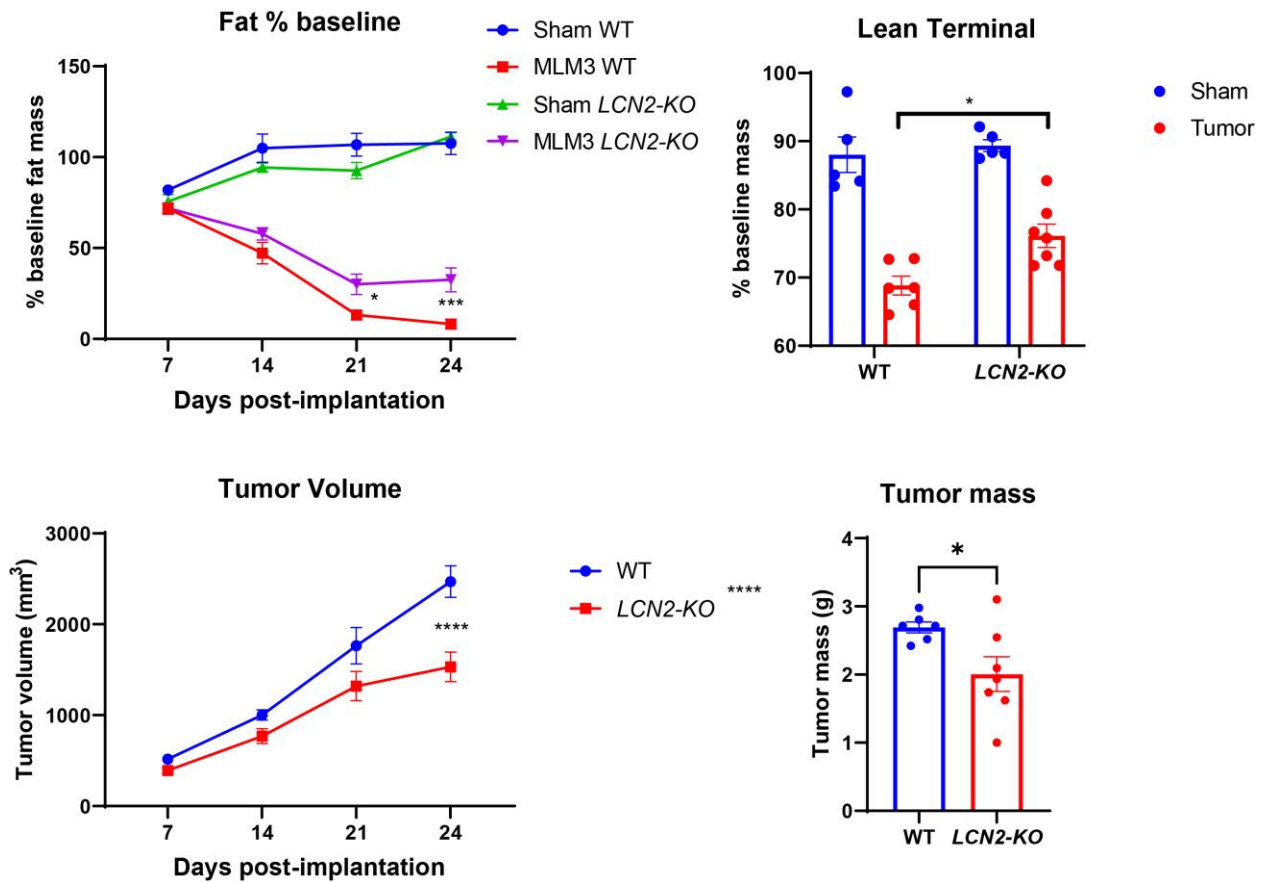 Fat % baseline
Sham WT
MLM3 WT
Sham LCN2-KO
MLM3 LCN2-KO
150
100
50
0
% baseline fat mass
*
***
7 14 21 24
Days post-implantation
Lean Terminal
Sham
Tumor
100
90
80
70
60
% baseline mass
*
WT LCN2-KO
Tumor Volume
WT
LCN2-KO
****
3000
2000
1000
0
Tumor volume (mm³)
****
7 14 21 24
Days post-implantation
Tumor mass
4
3
2
1
0
Tumor mass (g)
*
WT LCN2-KO